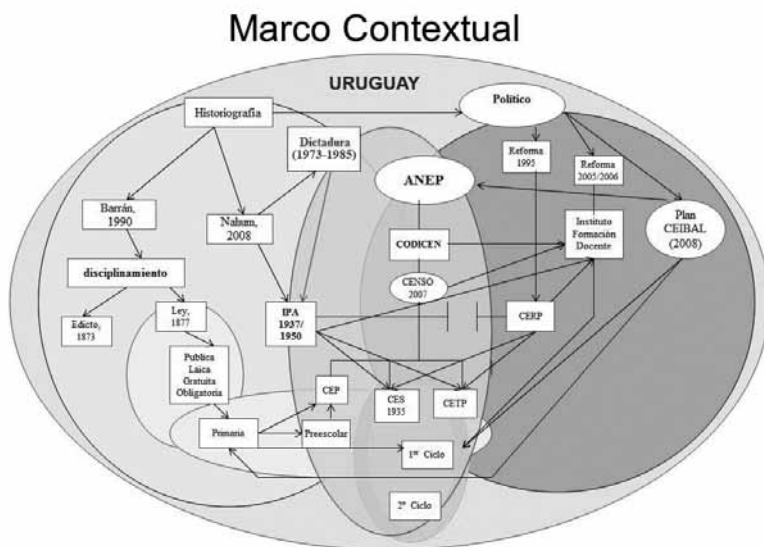 Marco Contextual
URUGUAY
Historiografía
Político
Dictadura
(1973-1985)
Reforma
1995
Reforma
2005/2006
ANEP
Barrán,
1990
Nahum,
2008
Instituto
Formación
Docente
Plan
CEIBAL
(2008)
CODICEN
disciplinamiento
CENSO
2007
Edicto,
1873
Ley,
1877
IPA
1937/
1950
CERP
Publica
Laica
Gratuita
Obligatoria
CEP
CES
1935
CETP
Primaria
Preescolar
1er Ciclo
2º Ciclo